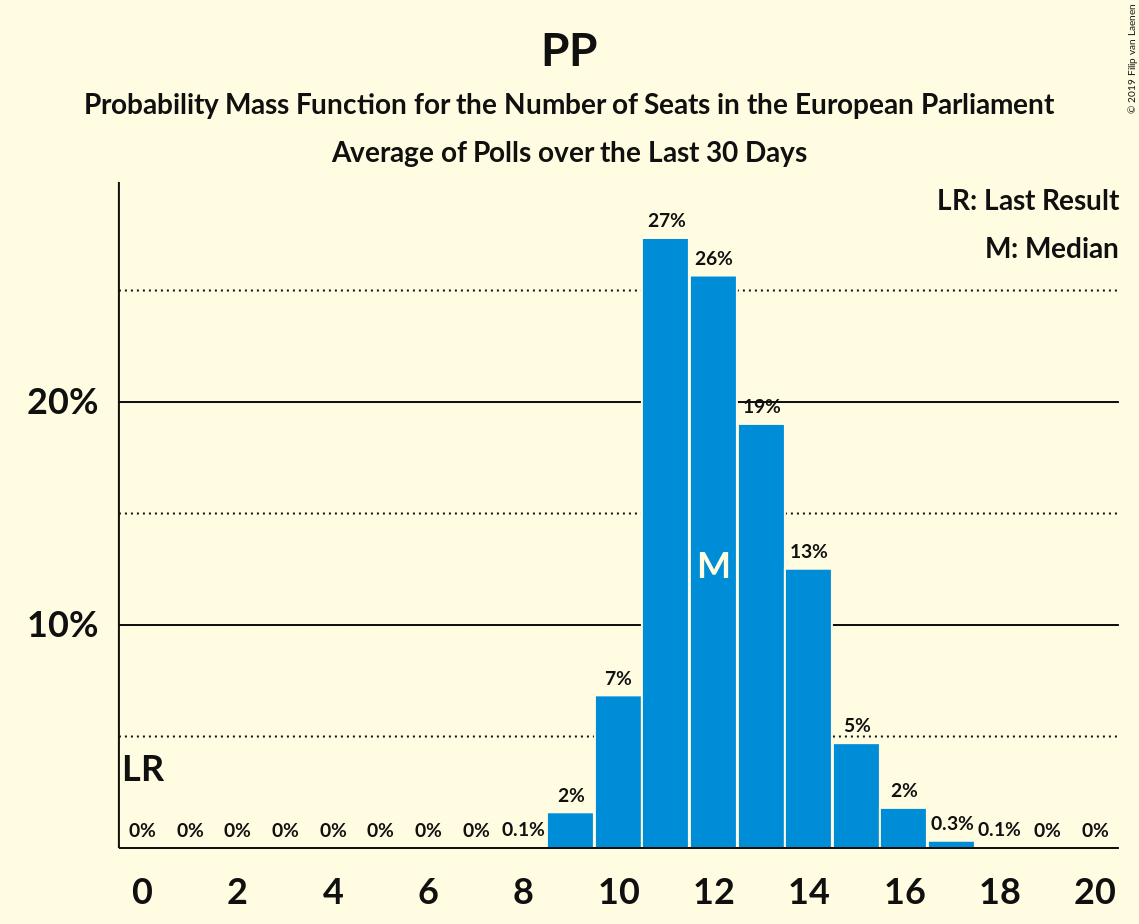 PP
Probability Mass Function for the Number of Seats in the European Parliament
Average of Polls over the Last 30 Days
© 2019 Filip van Laenen
LR: Last Result
M: Median
27%
26%
20%
19%
M
13%
10%
7%
5%
LR
2%
2%
0% 0% 0% 0% 0% 0% 0% 0% 0.1% 0.3% 0.1% 0% 0%
0 2 4 6 8 10 12 14 16 18 20